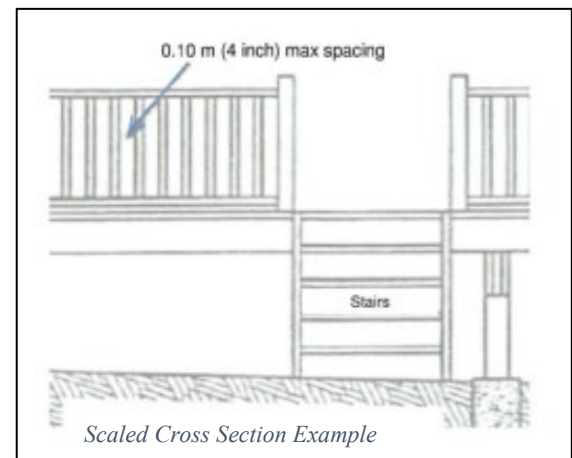 0.10 m (4 inch) max spacing
Stairs
Scaled Cross Section Example